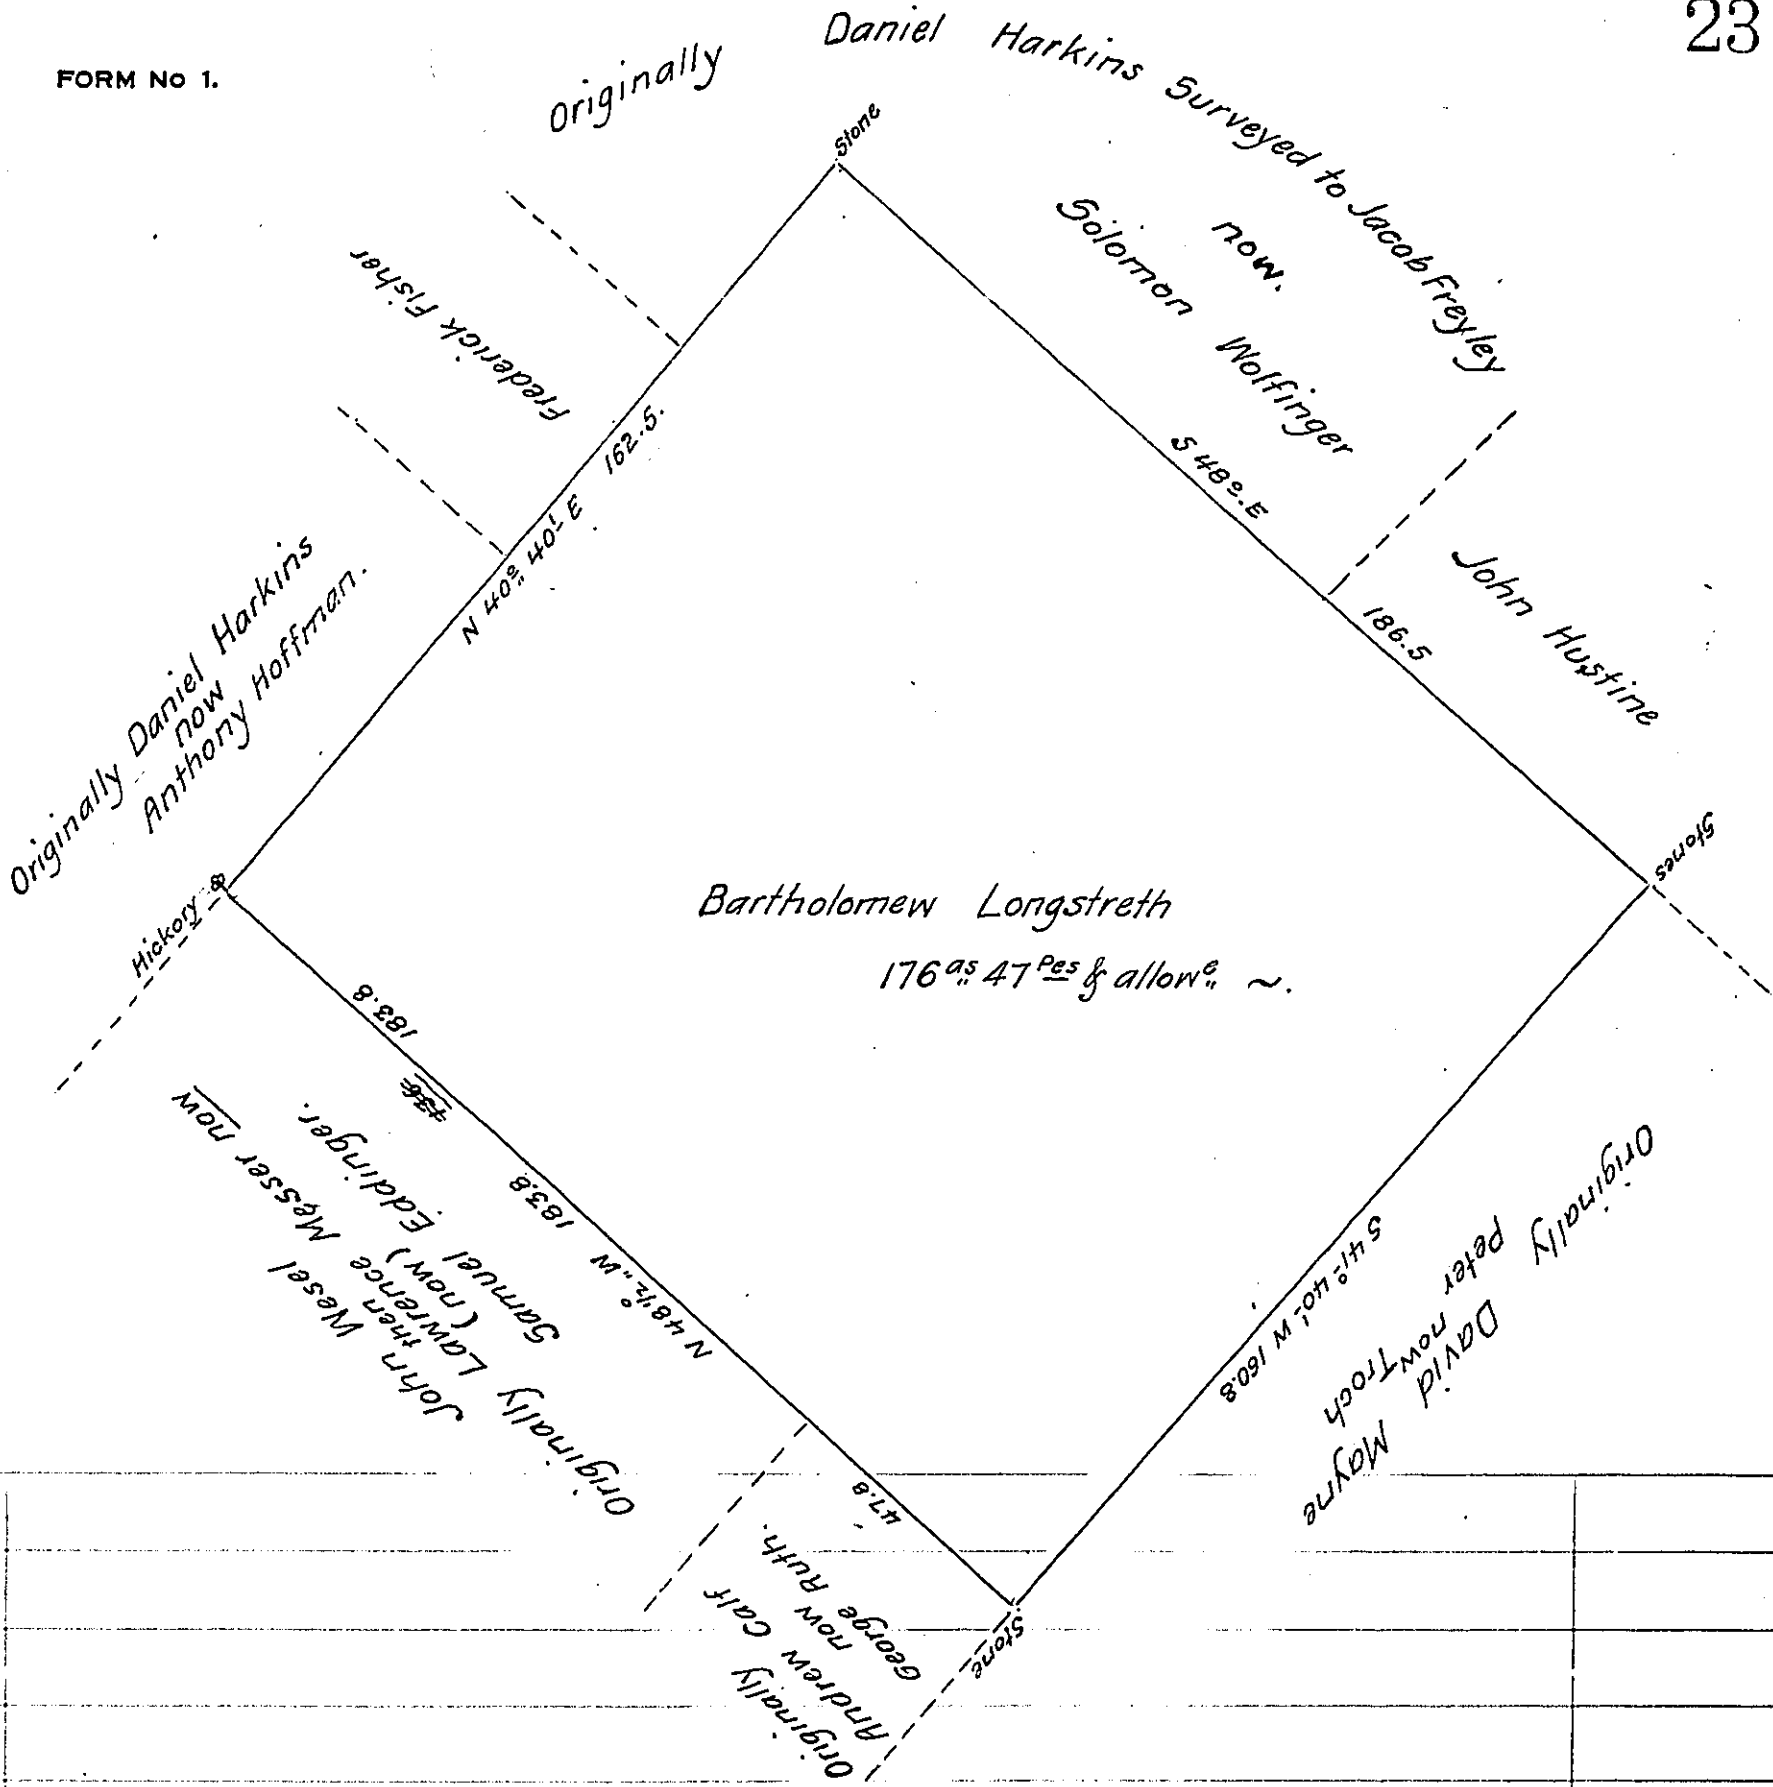 23
FORM No 1.
Originally Daniel Harkins Surveyed to Jacob Freyley
now.
Solomon Wolfinger
Stone
Frederick Fisher
N 40° 40' E 162.5.
S 48°. E
186.5
John Hustine
Stones
Originally Daniel Harkins
now
Anthony Hoffman.
Hickory
Bartholomew Longstreth
176 as 47 Pes & allowe ~.
183.8
183.8
N 48½° W
47.8
Originally
John Wesel
then
Lawrence Messer now
(now)
Samuel Eddinger.
Originally
David Mayne
now
Peter Troch
S 41° 40' W 160.8
Stone
Originally
Andrew Calf
now
George Ruth.